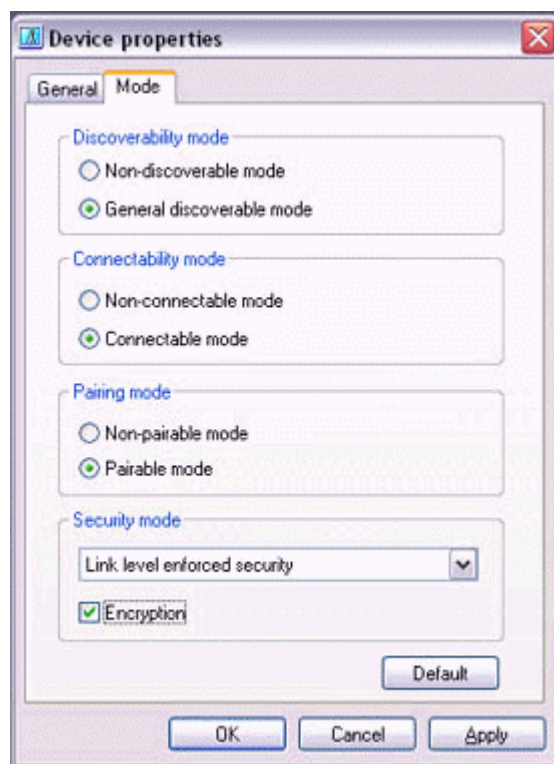 Device properties
General Mode
Discoverability mode
Non-discoverable mode
General discoverable mode
Connectability mode
Non-connectable mode
Connectable mode
Pairing mode
Non-pairable mode
Pairable mode
Security mode
Link level enforced security
Encryption
Default
OK Cancel Apply